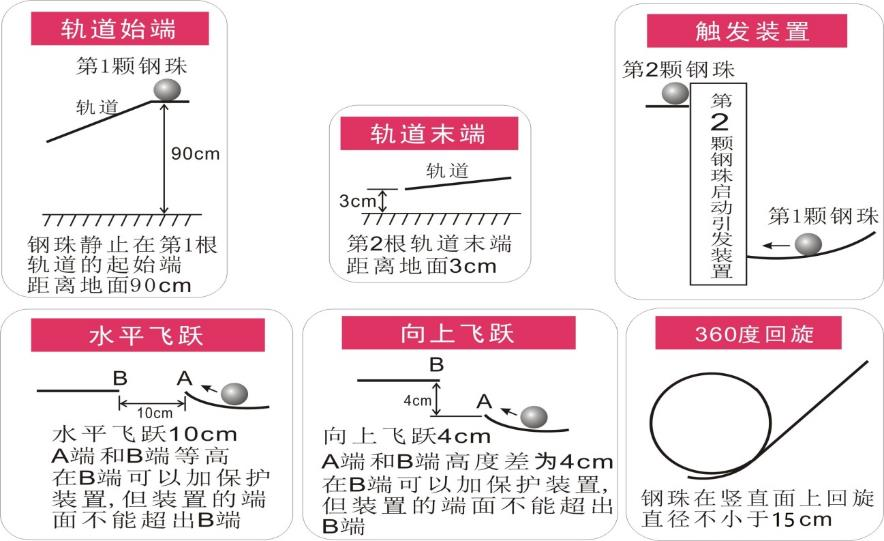 轨道始端
第1颗钢珠
轨道
90cm
钢珠静止在第1根
轨道的起始端
距离地面90cm
轨道末端
轨道
3cm
第2根轨道末端
距离地面3cm
触发装置
第2颗钢珠
第2颗钢珠启动引发装置
第1颗钢珠
水平飞跃
B
A
10cm
水平飞跃10cm
A端和B端等高
在B端可以加保护
装置,但装置的端
面不能超出B端
向上飞跃
B
4cm
A
向上飞跃4cm
A端和B端高度差为4cm
在B端可以加保护装置,
但装置的端面不能超出
B端
360度回旋
钢珠在竖直面上回旋
直径不小于15cm